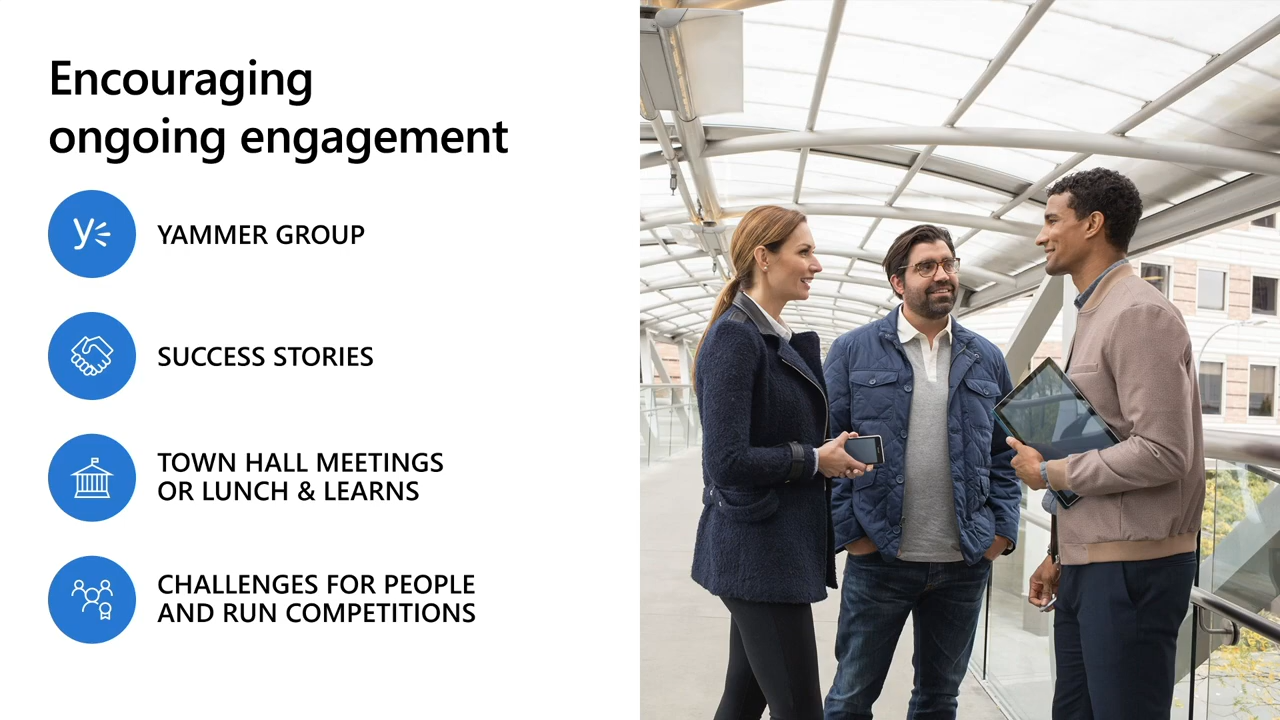 Encouraging
ongoing engagement
YAMMER GROUP
SUCCESS STORIES
TOWN HALL MEETINGS
OR LUNCH & LEARNS
CHALLENGES FOR PEOPLE
AND RUN COMPETITIONS